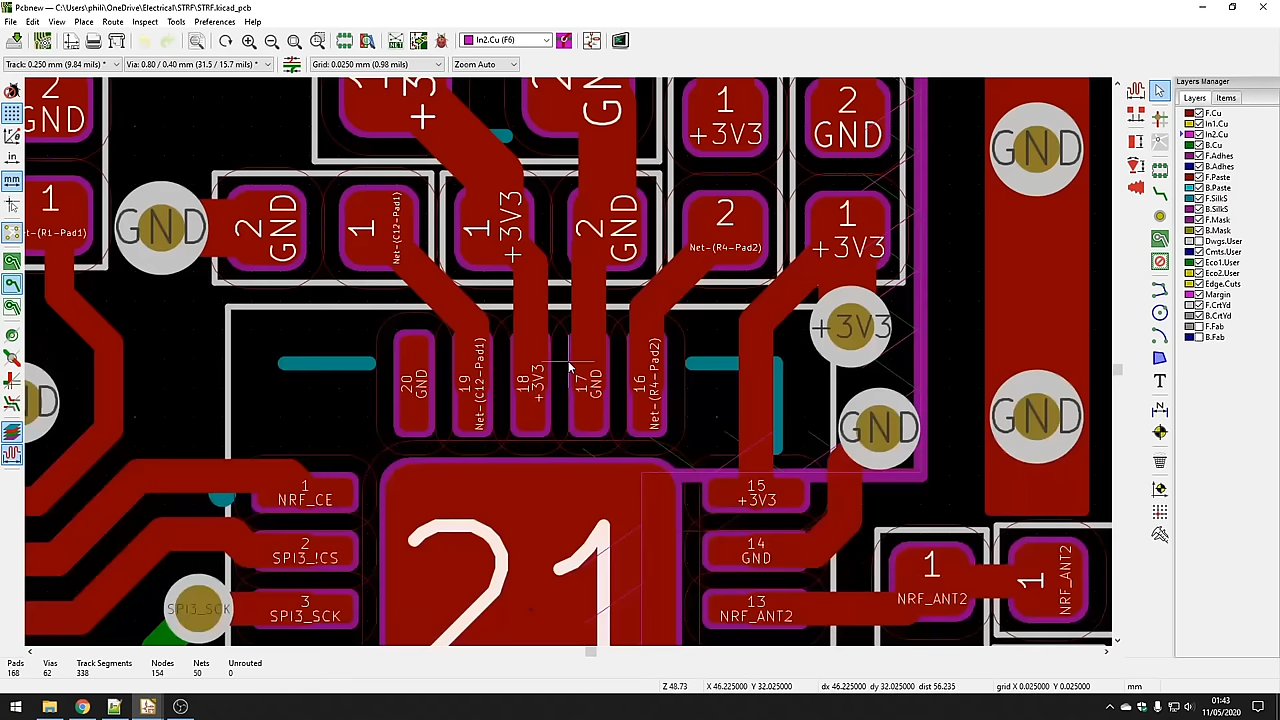 Pcbnew — C:\Users\phili\OneDrive\Electrical\STRF\STRF.kicad_pcb
File Edit View Place Route Inspect Tools Preferences Help
In2.Cu (F6)
Track: 0.250 mm (9.84 mils) * Via: 0.80 / 0.40 mm (31.5 / 15.7 mils) * Grid: 0.0250 mm (0.98 mils) Zoom Auto
Layers Manager
Layers Items
F.Cu
In1.Cu
In2.Cu
B.Cu
F.Adhes
B.Adhes
F.Paste
B.Paste
F.SilkS
B.SilkS
F.Mask
B.Mask
Dwgs.User
Cmts.User
Eco1.User
Eco2.User
Edge.Cuts
Margin
F.CrtYd
B.CrtYd
F.Fab
B.Fab
in
mm
2
GND
1
+3
GN
1
+3V3
2
GND
GND
1
t-(R1-Pad1)
GND
2
GND
1
Net-(C12-Pad1)
1
+3V3
2
GND
2
Net-(R4-Pad2)
1
+3V3
+3V3
20
GND
19
Net-(C12-Pad1)
18
+3V3
17
GND
16
Net-(R4-Pad2)
GND
GND
1
NRF_CE
2
SPI3_!CS
3
SPI3_SCK
SPI3_SCK
21
15
+3V3
14
GND
13
NRF_ANT2
1
NRF_ANT2
1
NRF_ANT2
Pads Vias Track Segments Nodes Nets Unrouted
168 62 338 154 50 0
Z 48.73 X 46.225000 Y 32.025000 dx 46.225000 dy 32.025000 dist 56.235 grid X 0.025000 Y 0.025000 mm
01:43
11/05/2020